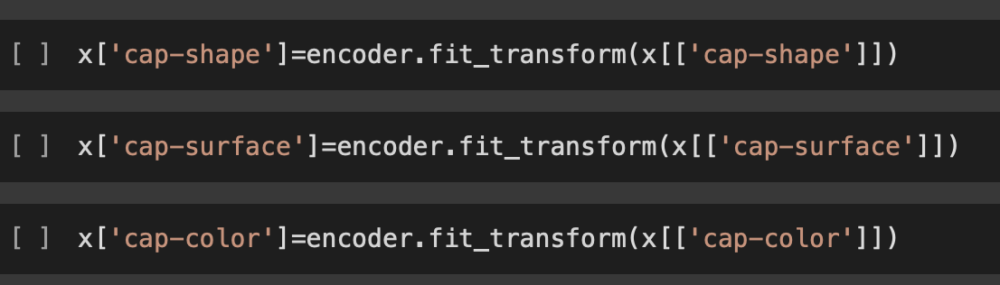 [ ] x['cap-shape']=encoder.fit_transform(x[['cap-shape']])
[ ] x['cap-surface']=encoder.fit_transform(x[['cap-surface']])
[ ] x['cap-color']=encoder.fit_transform(x[['cap-color']])